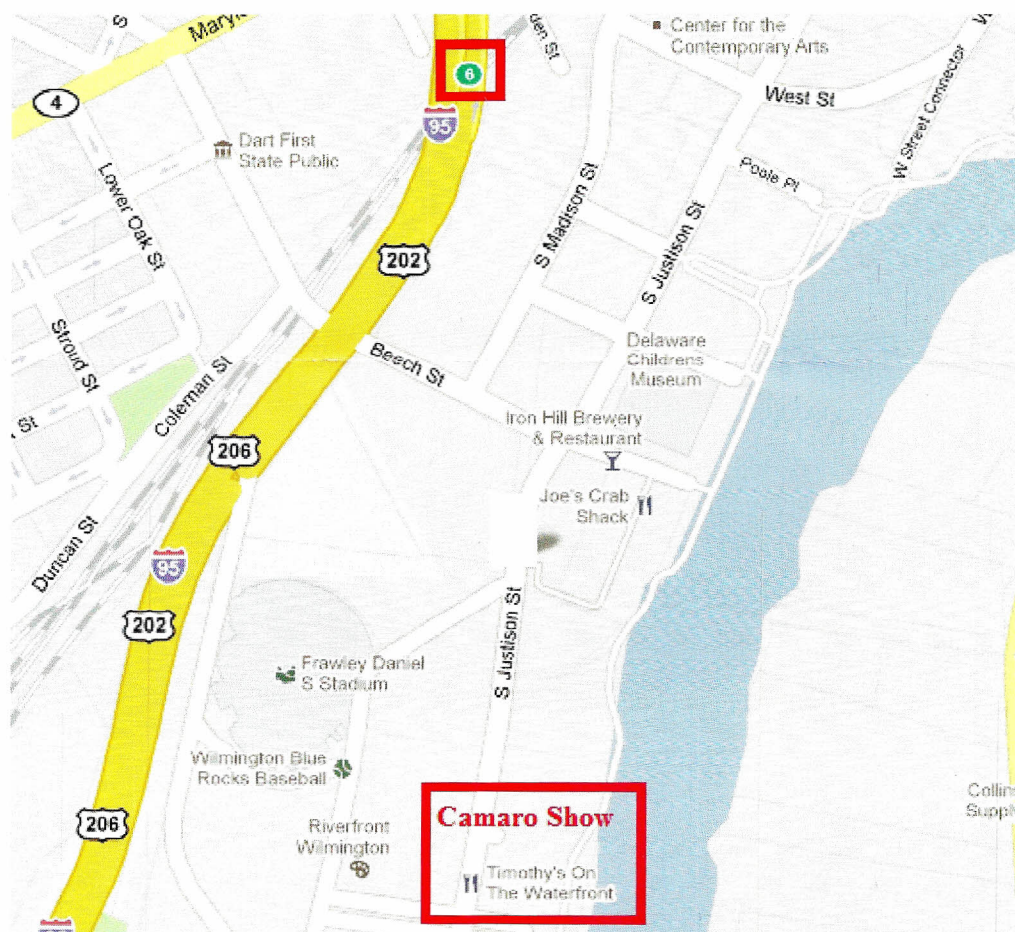 Center for the
Contemporary Arts
den St
6
West St
W Street Connector
4
95
Dart First
State Public
Poole Pl
Lower Oak St
S Madison St
S Justison St
202
Delaware
Childrens
Museum
Stroud St
Coleman St
Beech St
St
Iron Hill Brewery
& Restaurant
206
Joe's Crab
Shack
Duncan St
95
202
S Justison St
Frawley Daniel
S Stadium
Wilmington Blue
Rocks Baseball
Camaro Show
206
Riverfront
Wilmington
Timothy's On
The Waterfront